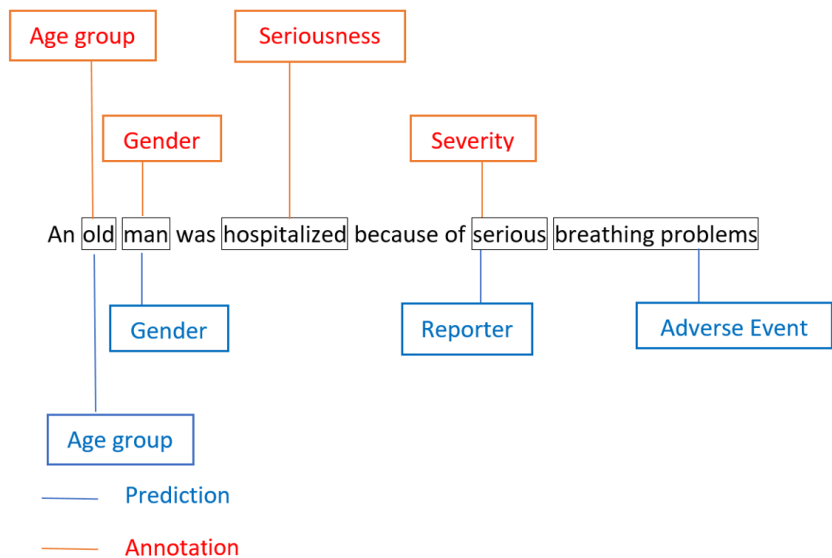 Age group
Seriousness
Gender
Severity
An old man was hospitalized because of serious breathing problems
Gender
Reporter
Adverse Event
Age group
Prediction
Annotation